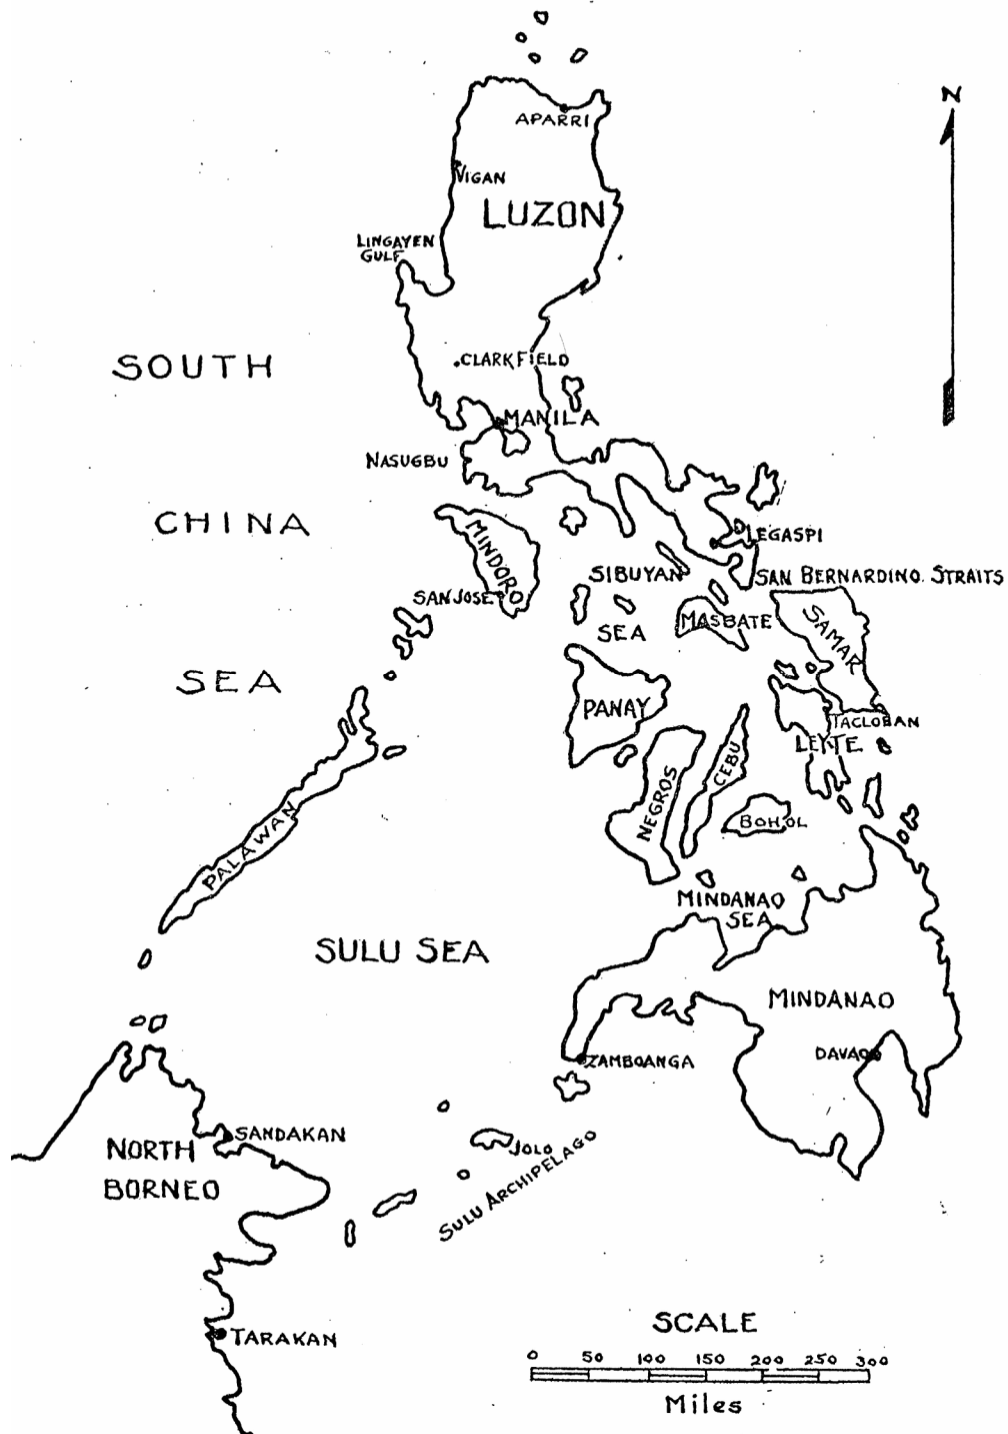 N
APARRI
VIGAN
LUZON
LINGAYEN
GULF
SOUTH
CLARK FIELD
MANILA
NASUGBU
CHINA
MINDORO
LEGASPI
SIBUYAN
SAN BERNARDINO. STRAITS
SAN JOSE
SEA
MASBATE
SAMAR
SEA
PANAY
TACLOBAN
LEYTE
CEBU
NEGROS
BOHOL
PALAWAN
MINDANAO
SEA
SULU SEA
MINDANAO
DAVAO
ZAMBOANGA
SANDAKAN
NORTH
BORNEO
JOLO
SULU ARCHIPELAGO
TARAKAN
SCALE
0 50 100 150 200 250 300
Miles